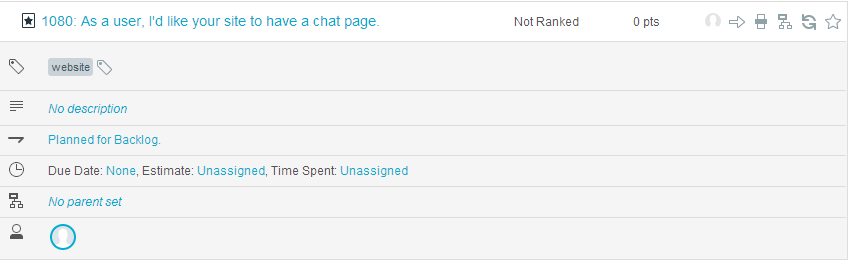 1080: As a user, I'd like your site to have a chat page. Not Ranked 0 pts
website
No description
Planned for Backlog.
Due Date: None, Estimate: Unassigned, Time Spent: Unassigned
No parent set